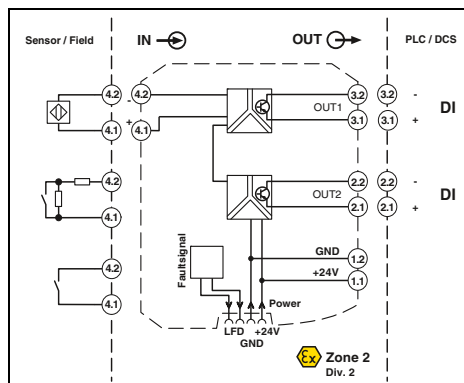 Sensor / Field
IN
OUT
PLC / DCS
4.2
4.2
-
3.2
3.2
-
OUT1
DI
4.1
+
4.1
3.1
3.1
+
4.2
2.2
2.2
-
OUT2
DI
4.1
2.1
2.1
+
Faultsignal
GND
1.2
4.2
+24V
1.1
4.1
Power
LFD
+24V
GND
Ex
Zone 2
Div. 2